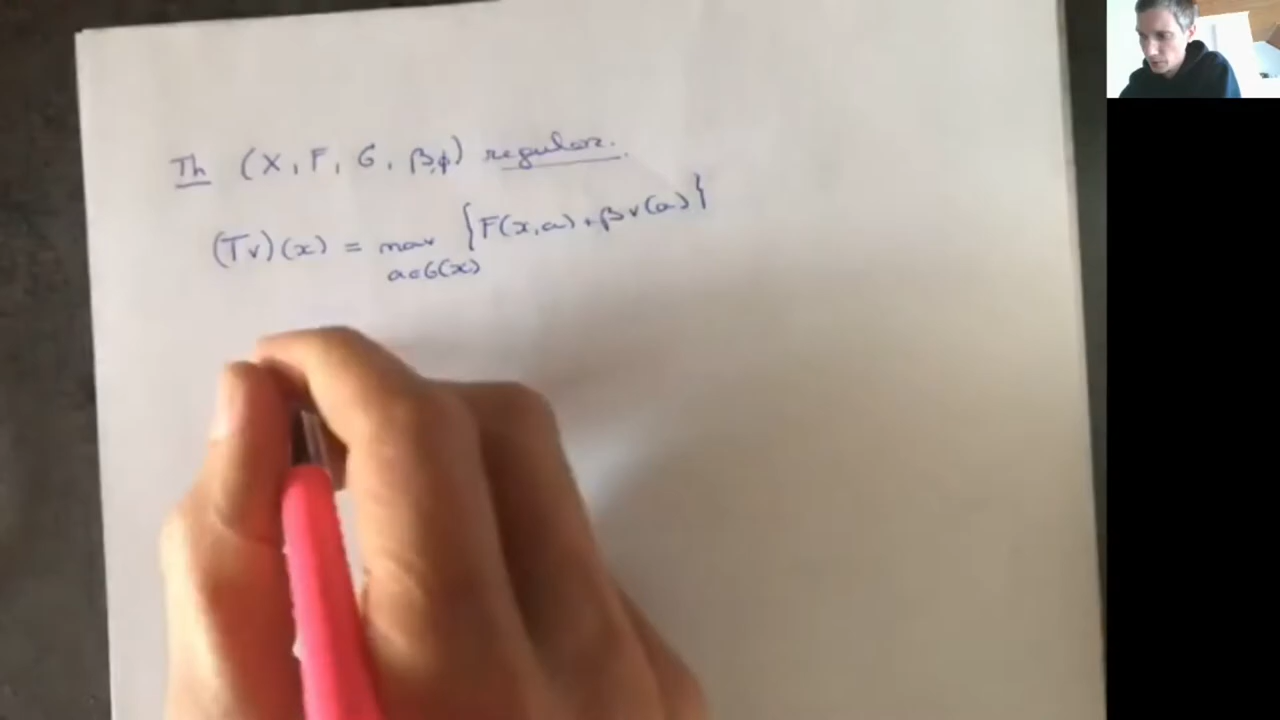 Th (X, F, G, β, φ) regular.
(Tv)(x) = max {F(x,a) + βv(a)}
a∈G(x)